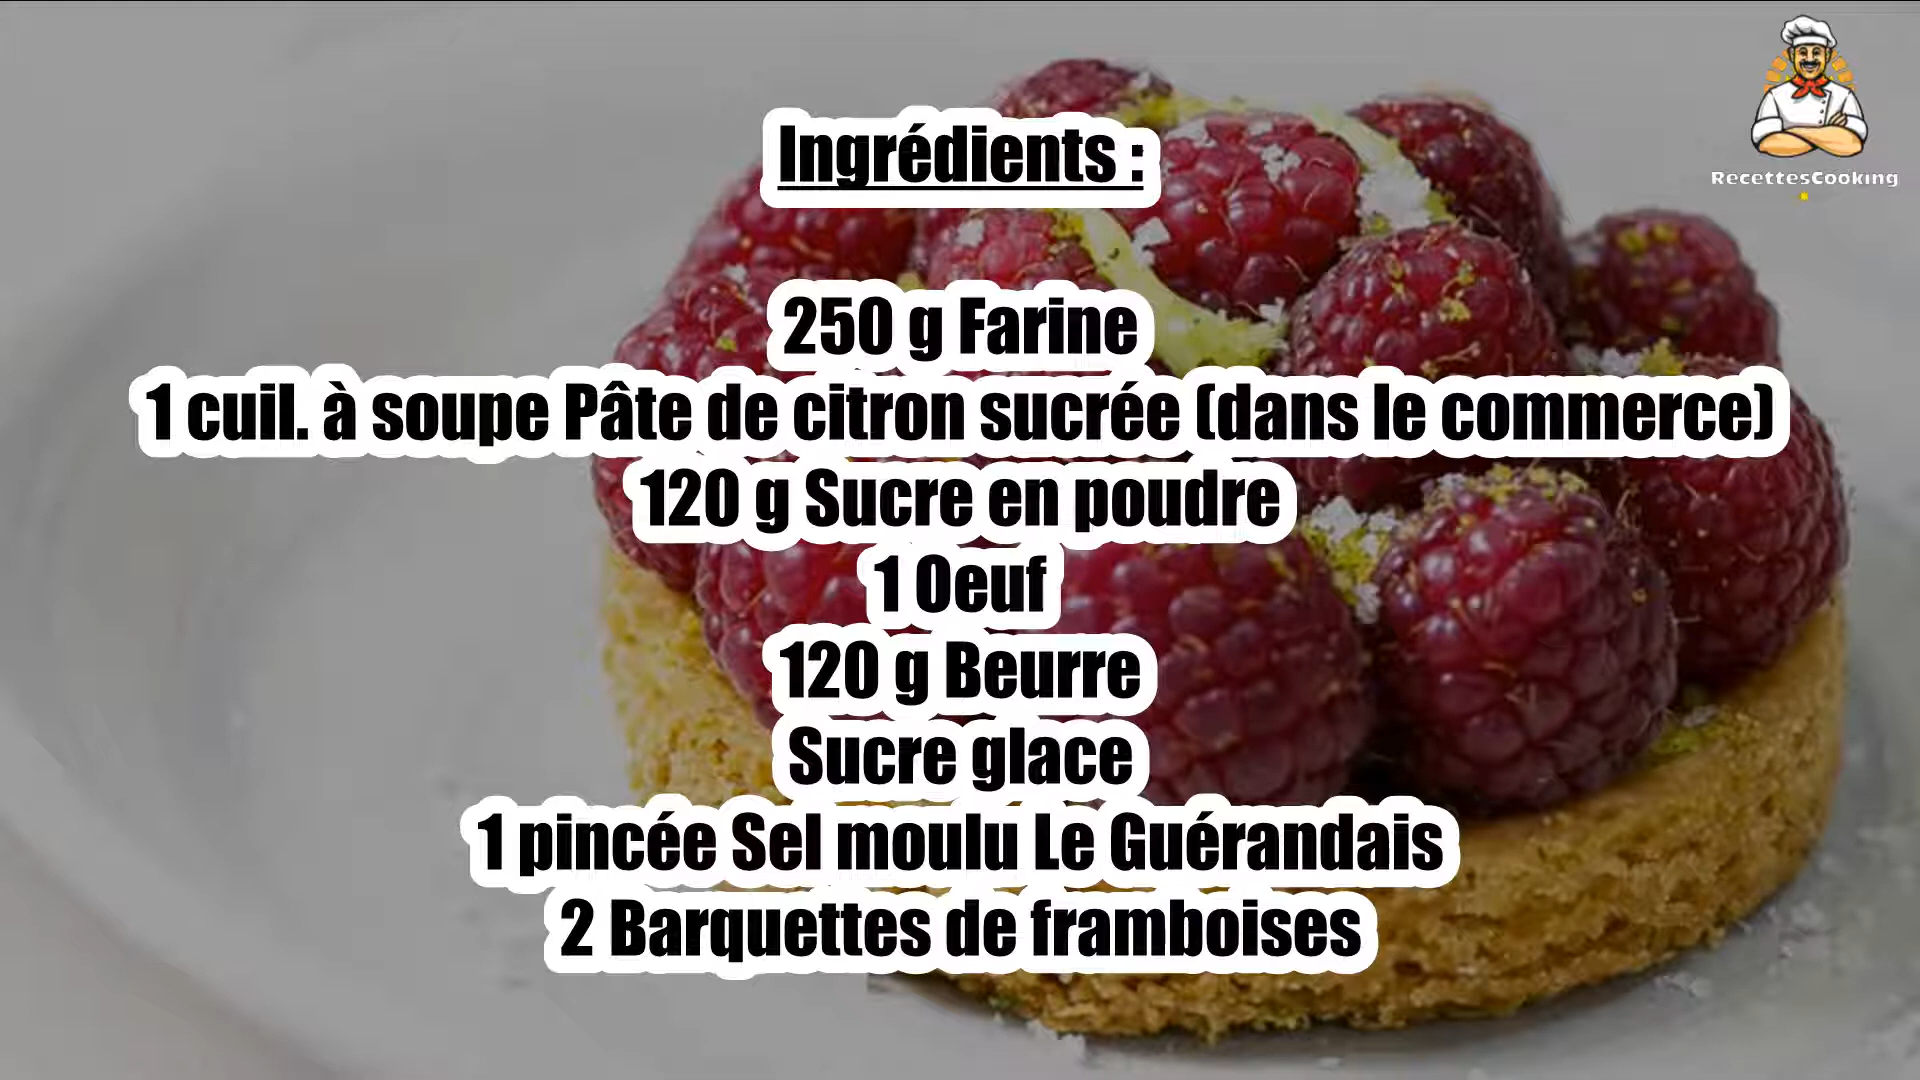 Ingrédients :
RecettesCooking
250 g Farine
1 cuil. à soupe Pâte de citron sucrée (dans le commerce)
120 g Sucre en poudre
1 Oeuf
120 g Beurre
Sucre glace
1 pincée Sel moulu Le Guérandais
2 Barquettes de framboises